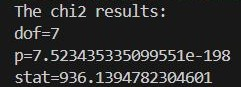 The chi2 results:
dof=7
p=7.523435335099551e-198
stat=936.1394782304601